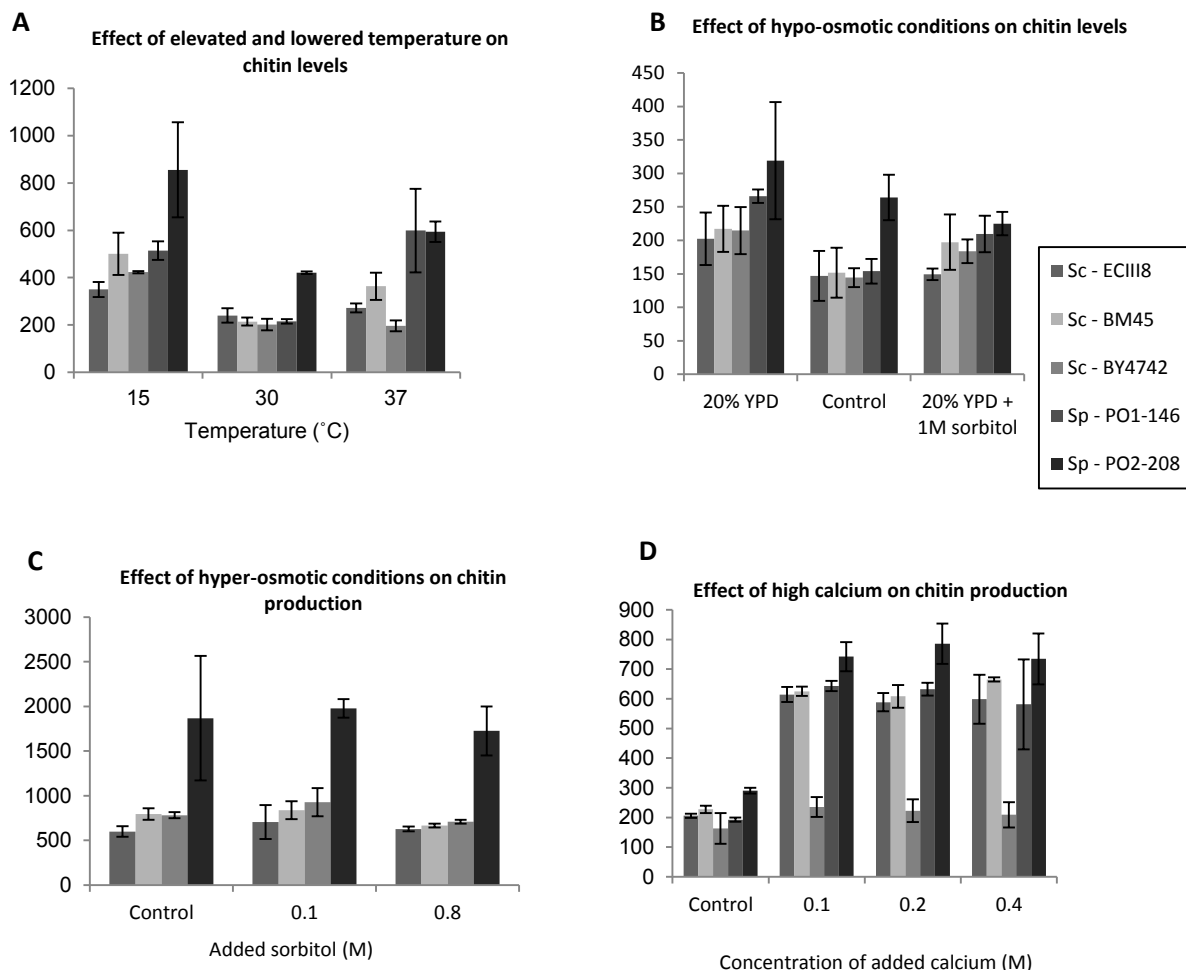 A
Effect of elevated and lowered temperature on
chitin levels
1200
1000
800
600
400
200
0
15 30 37
Temperature (˚C)
B
Effect of hypo-osmotic conditions on chitin levels
450
400
350
300
250
200
150
100
50
0
20% YPD Control 20% YPD +
1M sorbitol
Sc - ECIII8
Sc - BM45
Sc - BY4742
Sp - PO1-146
Sp - PO2-208
C
Effect of hyper-osmotic conditions on chitin
production
3000
2500
2000
1500
1000
500
0
Control 0.1 0.8
Added sorbitol (M)
D
Effect of high calcium on chitin production
900
800
700
600
500
400
300
200
100
0
Control 0.1 0.2 0.4
Concentration of added calcium (M)